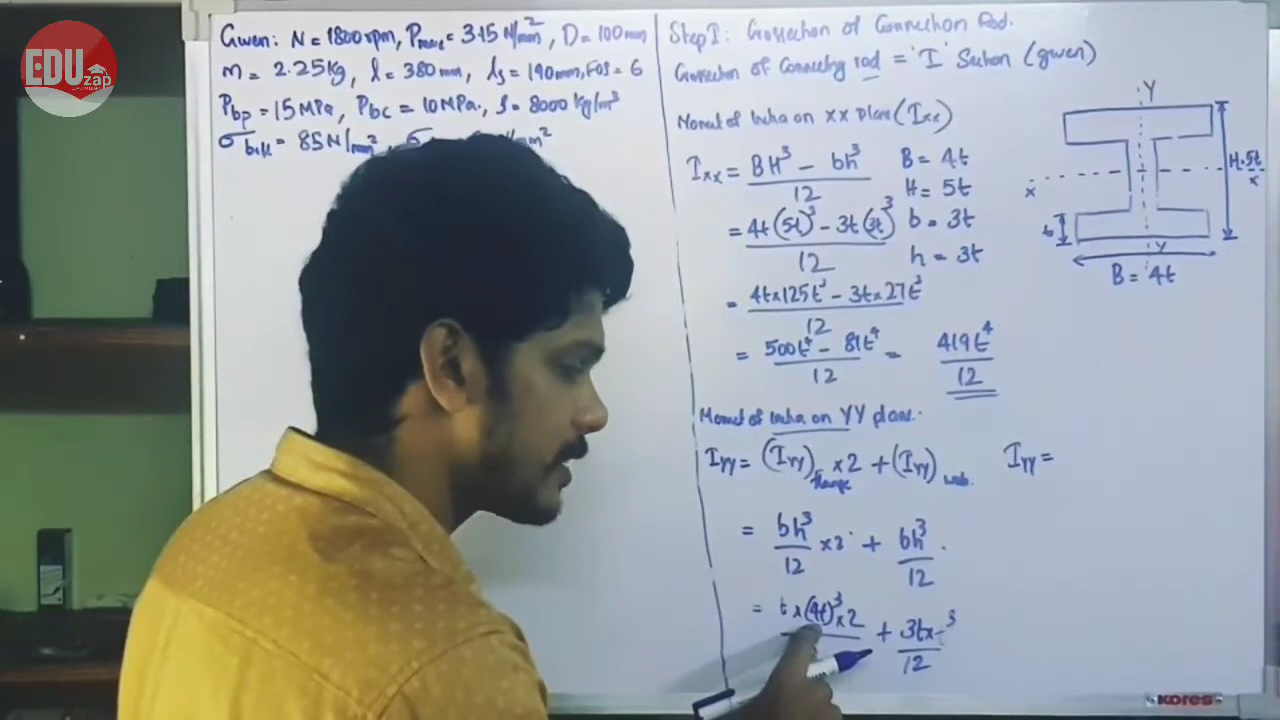 EDU
zap
Given: N = 1800 rpm, Pmax = 3.15 N/mm², D = 100 mm
m = 2.25 kg, l = 380 mm, ls = 190 mm, FOS = 6
Pbp = 15 MPa, Pbc = 10 MPa., ρ = 8000 kg/m³
= 85 N/mm², /mm²
Step I: Crossection of Connection Rod.
Crossection of Connecting rod = 'I' Section (given)
Moment of Inertia on xx plane (Ixx)
Ixx = BH³ - bh³ / 12
B = 4t
= 4t(5t)³ - 3t(3t)³ / 12
H = 5t
b = 3t
h = 3t
= 4t×125t³ - 3t×27t³ / 12
= 500t⁴ - 81t⁴ / 12 = 419t⁴ / 12
Y
H=5t
x
x
t
Y
B = 4t
Moment of Inertia on YY plane.
Iyy = (Iyy)flange ×2 + (Iyy)web.
Iyy =
= bh³/12 ×2 + bh³/12 .
= t×(4t)³×2 + 3t× ³ / 12
KORES